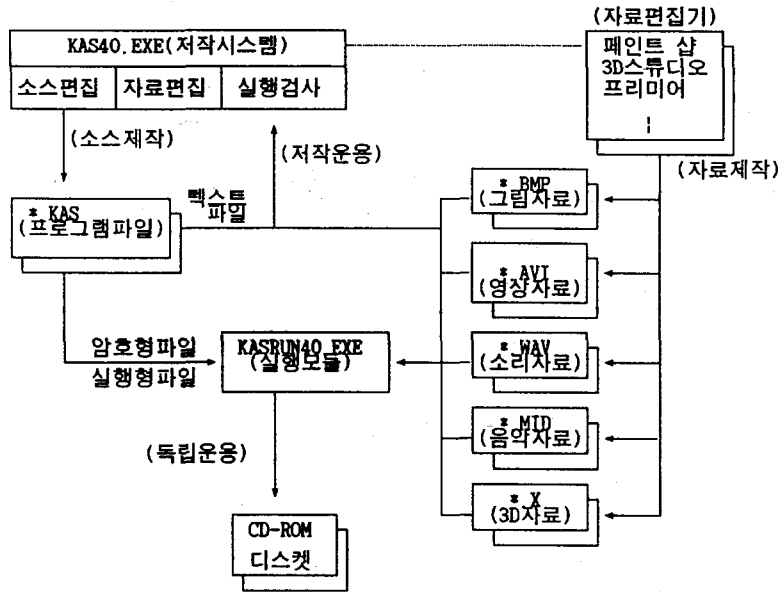 (자료편집기)
KAS40.EXE(저작시스템)
페인트 샵
3D스튜디오
프리미어
소스편집 자료편집 실행검사
(소스제작)
(저작운용)
(자료제작)
* KAS
(프로그램파일)
텍스트
파일
* BMP
(그림자료)
* AVI
(영상자료)
암호형파일
실행형파일
KASRUN40.EXE
(실행모듈)
* WAV
(소리자료)
* MID
(음악자료)
(독립운용)
* X
(3D자료)
CD-ROM
디스켓